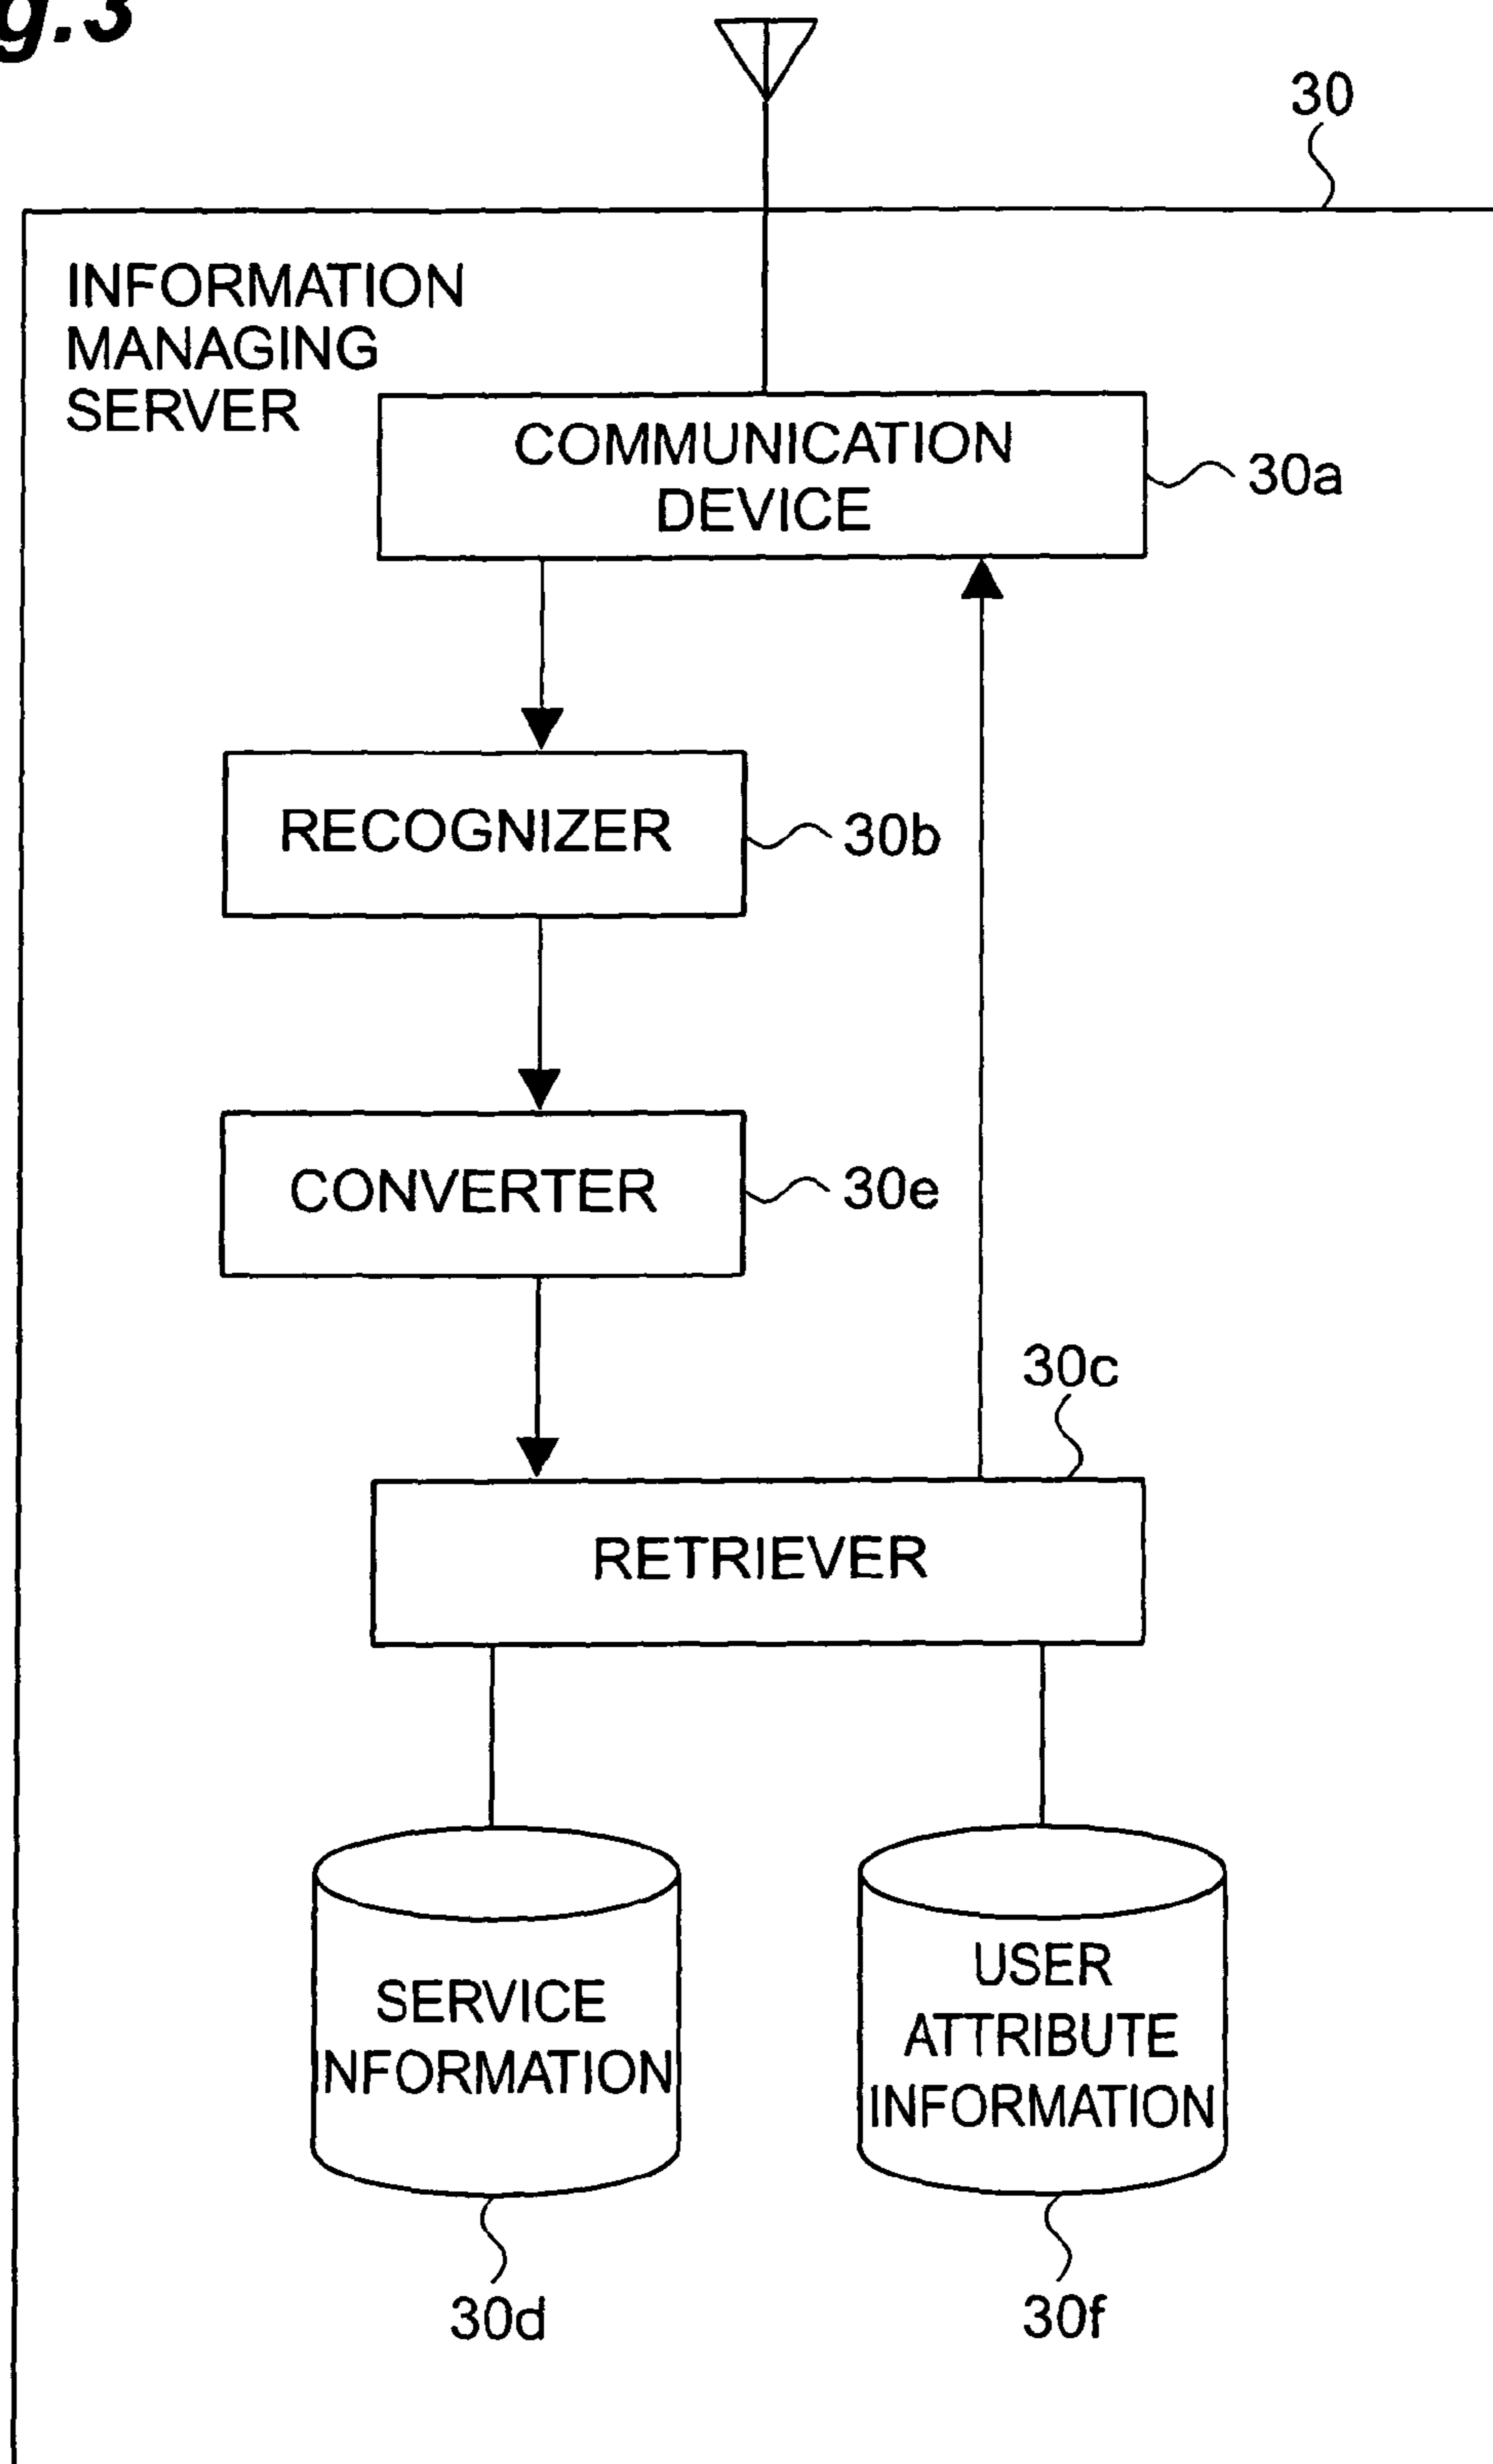 g.3
30
INFORMATION
MANAGING
SERVER
COMMUNICATION
DEVICE
30a
RECOGNIZER
30b
CONVERTER
30e
30c
RETRIEVER
SERVICE
INFORMATION
USER
ATTRIBUTE
INFORMATION
30d
30f